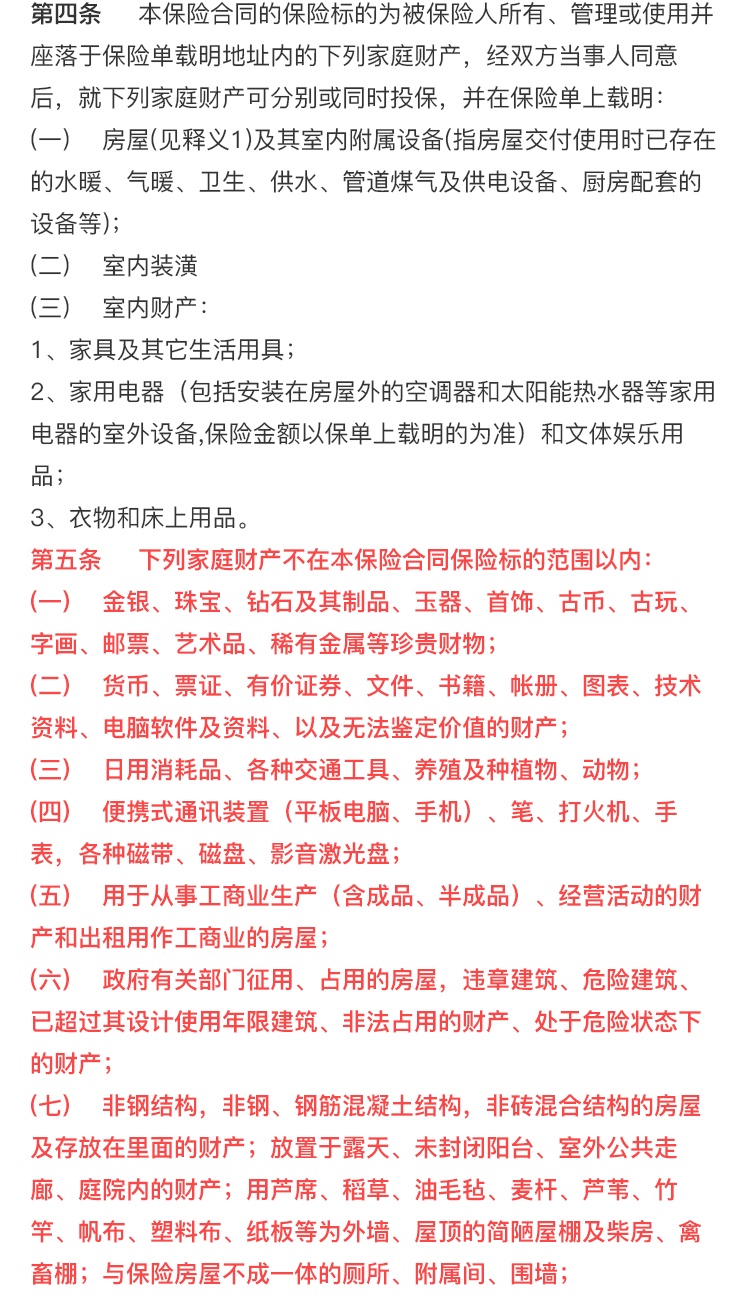 第四条 本保险合同的保险标的为被保险人所有、管理或使用并
座落于保险单载明地址内的下列家庭财产，经双方当事人同意
后，就下列家庭财产可分别或同时投保，并在保险单上载明：
(一) 房屋(见释义1)及其室内附属设备(指房屋交付使用时已存在
的水暖、气暖、卫生、供水、管道煤气及供电设备、厨房配套的
设备等)；
(二) 室内装潢
(三) 室内财产：
1、家具及其它生活用具；
2、家用电器（包括安装在房屋外的空调器和太阳能热水器等家用
电器的室外设备,保险金额以保单上载明的为准）和文体娱乐用
品；
3、衣物和床上用品。
第五条 下列家庭财产不在本保险合同保险标的范围以内：
(一) 金银、珠宝、钻石及其制品、玉器、首饰、古币、古玩、
字画、邮票、艺术品、稀有金属等珍贵财物；
(二) 货币、票证、有价证券、文件、书籍、帐册、图表、技术
资料、电脑软件及资料、以及无法鉴定价值的财产；
(三) 日用消耗品、各种交通工具、养殖及种植物、动物；
(四) 便携式通讯装置（平板电脑、手机）、笔、打火机、手
表，各种磁带、磁盘、影音激光盘；
(五) 用于从事工商业生产（含成品、半成品）、经营活动的财
产和出租用作工商业的房屋；
(六) 政府有关部门征用、占用的房屋，违章建筑、危险建筑、
已超过其设计使用年限建筑、非法占用的财产、处于危险状态下
的财产；
(七) 非钢结构，非钢、钢筋混凝土结构，非砖混合结构的房屋
及存放在里面的财产；放置于露天、未封闭阳台、室外公共走
廊、庭院内的财产；用芦席、稻草、油毛毡、麦杆、芦苇、竹
竿、帆布、塑料布、纸板等为外墙、屋顶的简陋屋棚及柴房、禽
畜棚；与保险房屋不成一体的厕所、附属间、围墙；